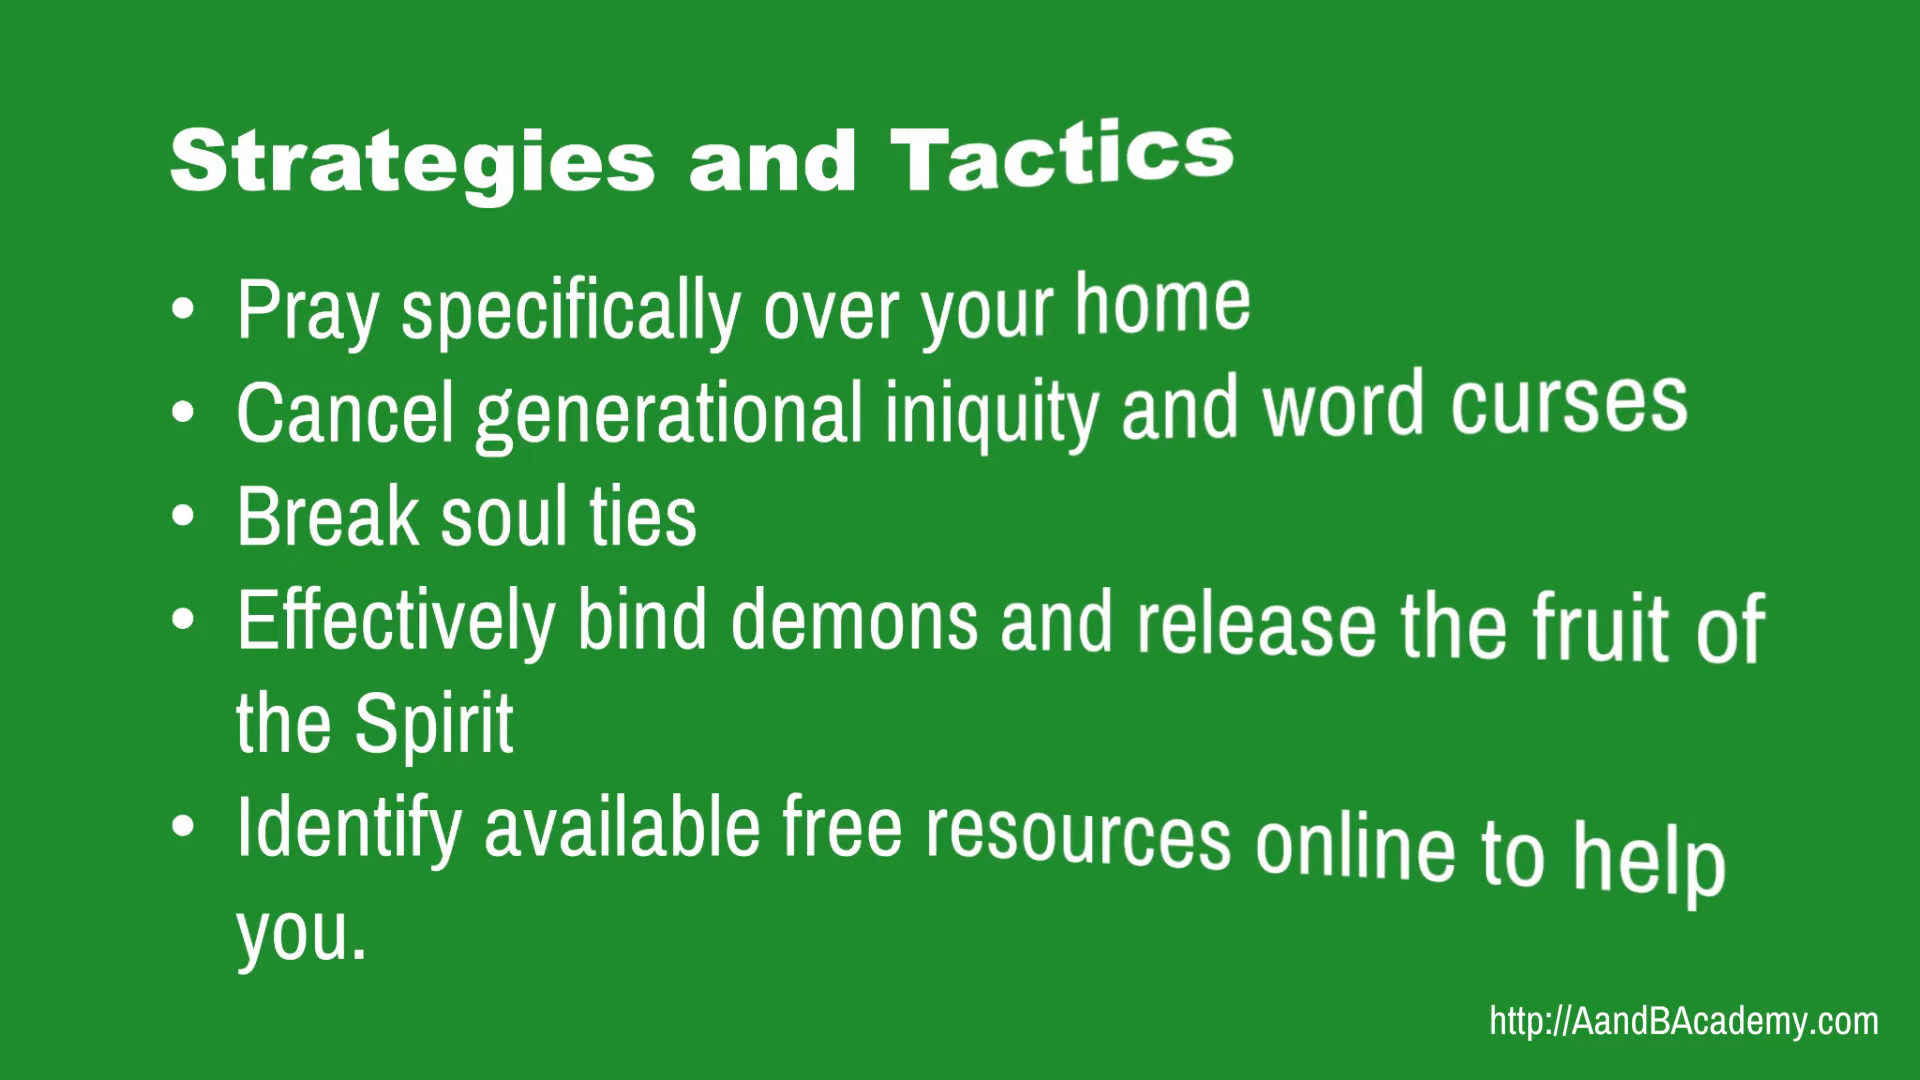 Strategies and Tactics
• Pray specifically over your home
• Cancel generational iniquity and word curses
• Break soul ties
• Effectively bind demons and release the fruit of
the Spirit
• Identify available free resources online to help
you.
http://AandBAcademy.com